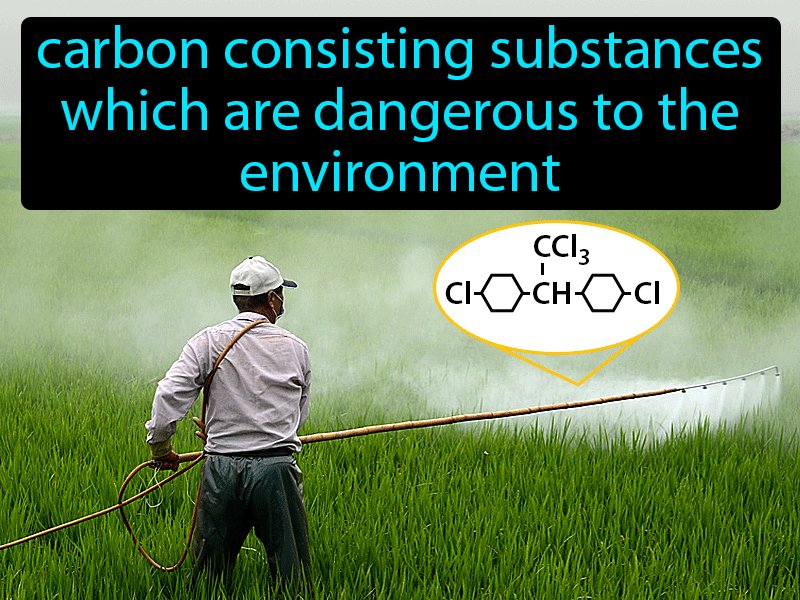 carbon consisting substances
which are dangerous to the
environment
CCl3
Cl CH Cl